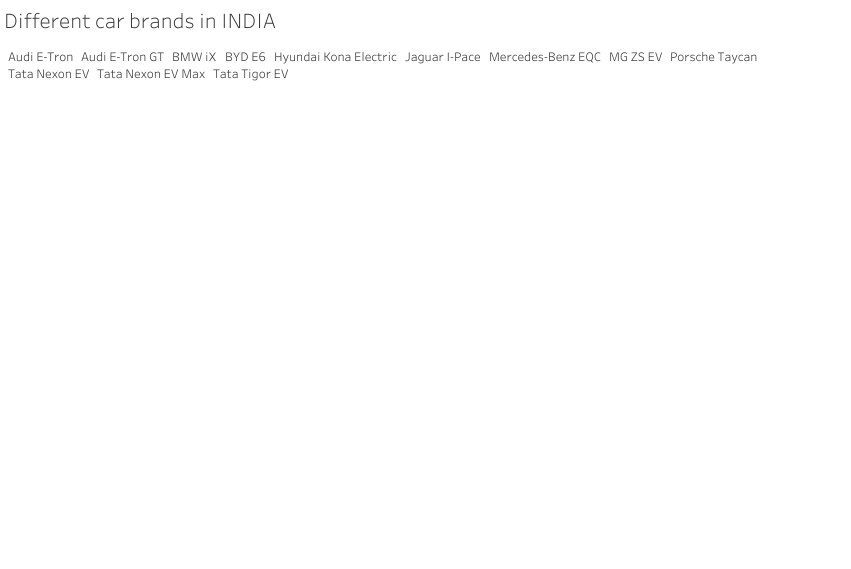 Different car brands in INDIA
Audi E-Tron Audi E-Tron GT BMW iX BYD E6 Hyundai Kona Electric Jaguar I-Pace Mercedes-Benz EQC MG ZS EV Porsche Taycan
Tata Nexon EV Tata Nexon EV Max Tata Tigor EV